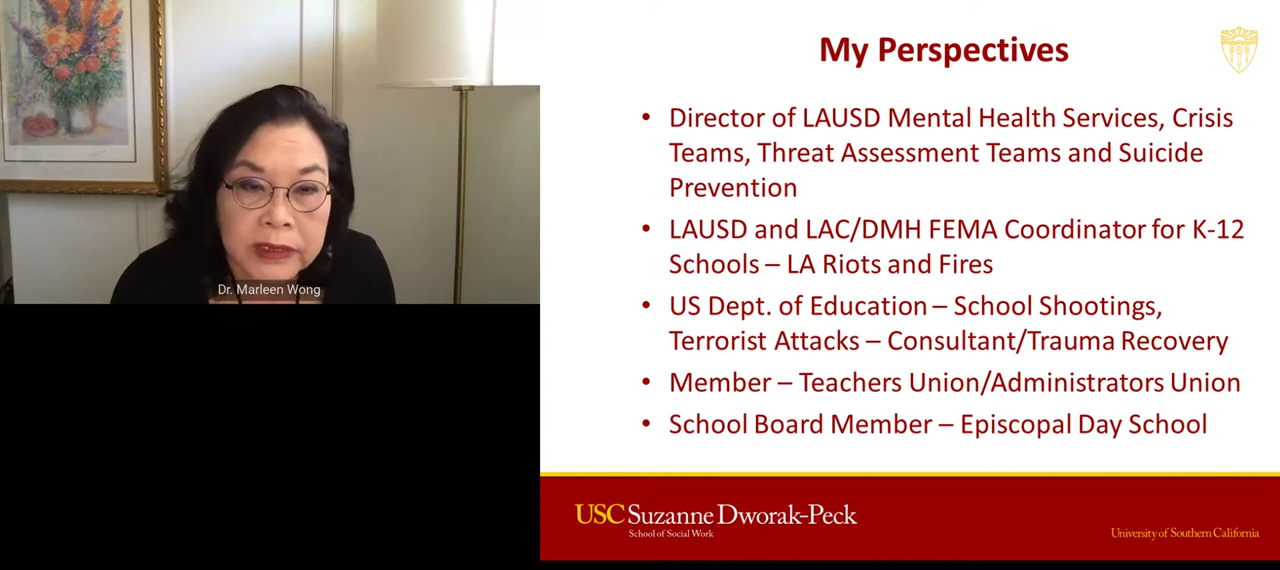 Dr. Marleen Wong
My Perspectives
• Director of LAUSD Mental Health Services, Crisis
Teams, Threat Assessment Teams and Suicide
Prevention
• LAUSD and LAC/DMH FEMA Coordinator for K-12
Schools – LA Riots and Fires
• US Dept. of Education – School Shootings,
Terrorist Attacks – Consultant/Trauma Recovery
• Member – Teachers Union/Administrators Union
• School Board Member – Episcopal Day School
USC Suzanne Dworak-Peck
School of Social Work
University of Southern California